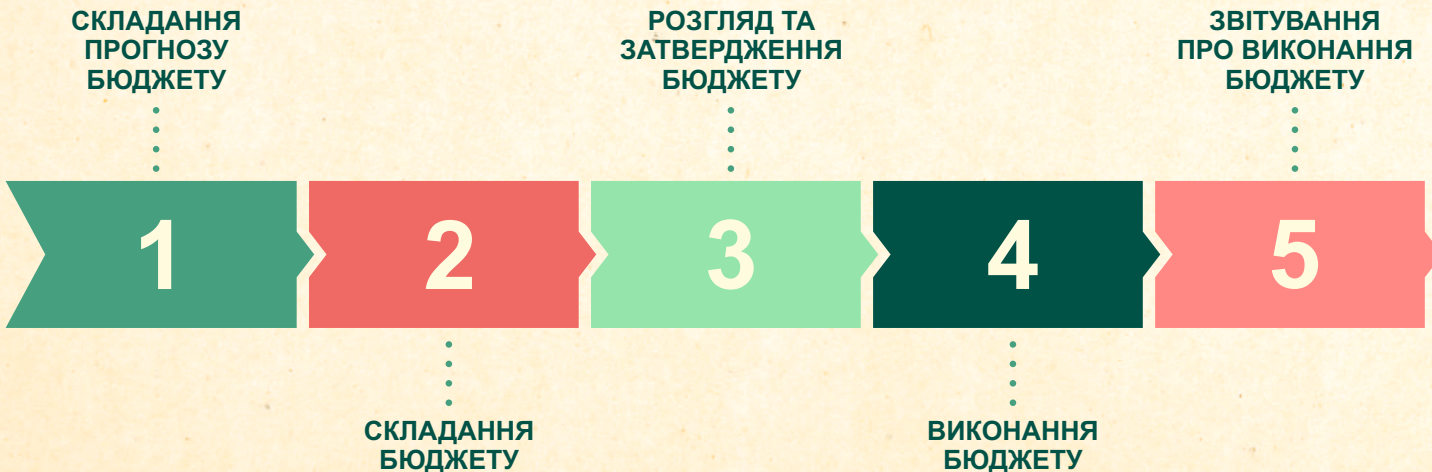 СКЛАДАННЯ
ПРОГНОЗУ
БЮДЖЕТУ
РОЗГЛЯД ТА
ЗАТВЕРДЖЕННЯ
БЮДЖЕТУ
ЗВІТУВАННЯ
ПРО ВИКОНАННЯ
БЮДЖЕТУ
1
2
3
4
5
СКЛАДАННЯ
БЮДЖЕТУ
ВИКОНАННЯ
БЮДЖЕТУ